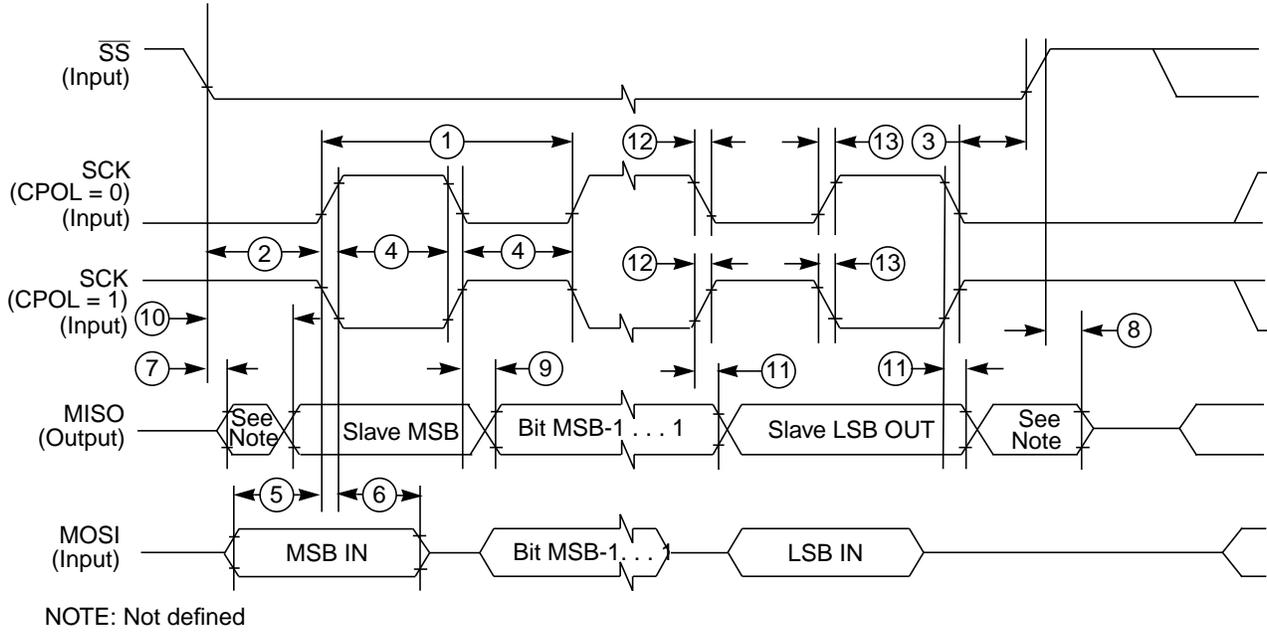 SS
(Input)
1
12
13
3
SCK
(CPOL = 0)
(Input)
2
4
4
12
13
SCK
(CPOL = 1)
(Input)
10
8
7
9
11
11
MISO
(Output)
See
Note
Slave MSB
Bit MSB-1 . . . 1
Slave LSB OUT
See
Note
5
6
MOSI
(Input)
MSB IN
Bit MSB-1. . . 1
LSB IN
NOTE: Not defined